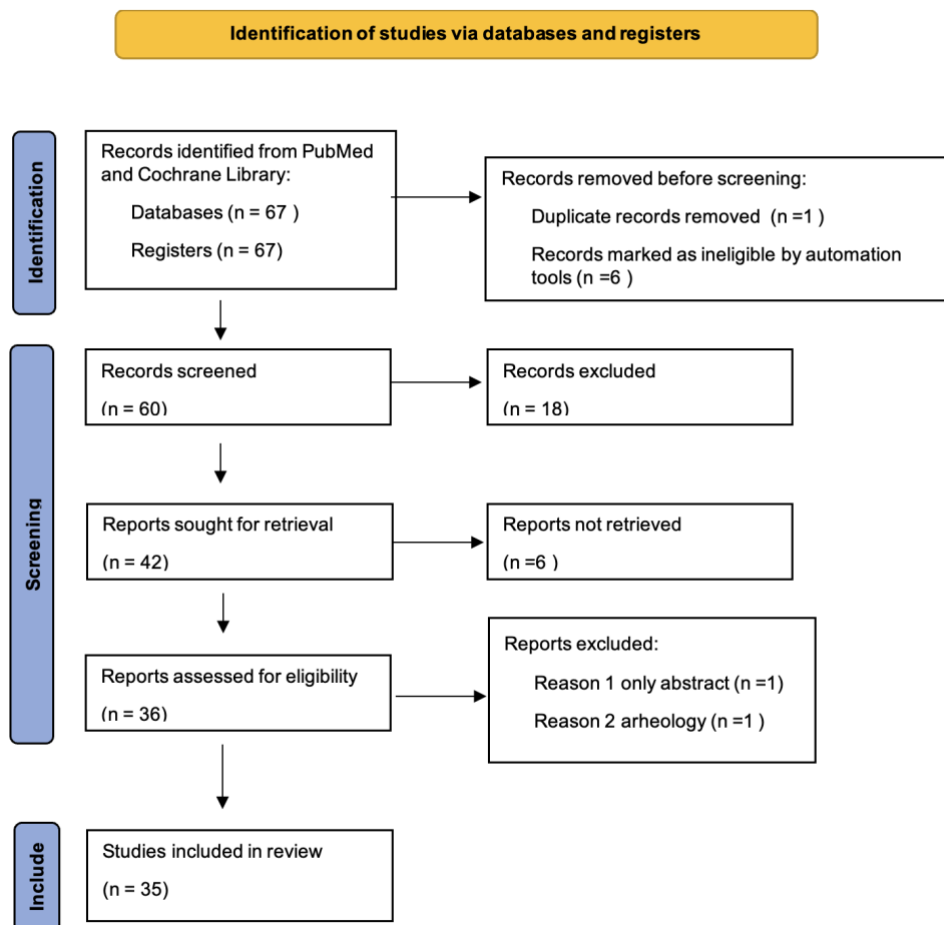 Identification of studies via databases and registers
Identification
Records identified from PubMed
and Cochrane Library:
Databases (n = 67 )
Registers (n = 67)
Records removed before screening:
Duplicate records removed  (n =1 )
Records marked as ineligible by automation
tools (n =6 )
Screening
Records screened
(n = 60)
Records excluded
(n = 18)
Reports sought for retrieval
(n = 42)
Reports not retrieved
(n =6 )
Reports assessed for eligibility
(n = 36)
Reports excluded:
Reason 1 only abstract (n =1)
Reason 2 arheology (n =1 )
Include
Studies included in review
(n = 35)